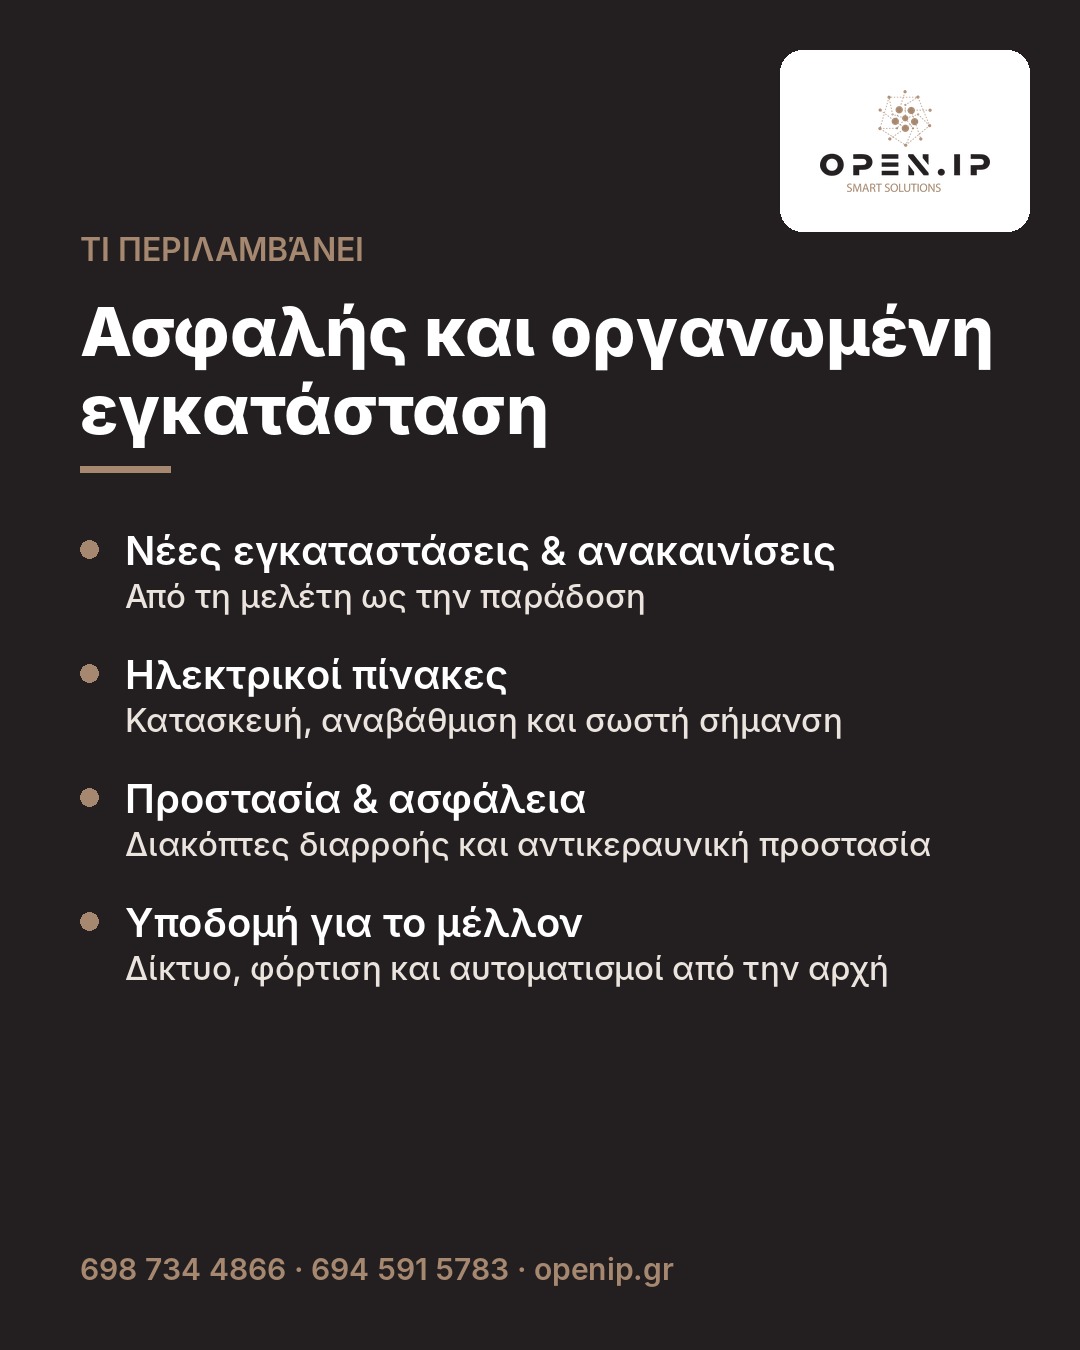 OPEN.IP
SMART SOLUTIONS
ΤΙ ΠΕΡΙΛΑΜΒΆΝΕΙ
Ασφαλής και οργανωμένη
εγκατάσταση
Νέες εγκαταστάσεις & ανακαινίσεις
Από τη μελέτη ως την παράδοση
Ηλεκτρικοί πίνακες
Κατασκευή, αναβάθμιση και σωστή σήμανση
Προστασία & ασφάλεια
Διακόπτες διαρροής και αντικεραυνική προστασία
Υποδομή για το μέλλον
Δίκτυο, φόρτιση και αυτοματισμοί από την αρχή
698 734 4866 · 694 591 5783 · openip.gr